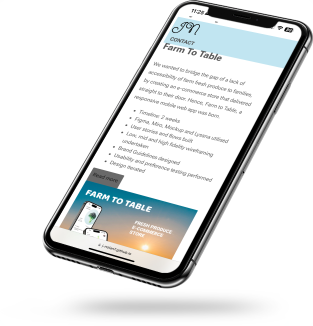 11:25
JGN
CONTACT
Farm To Table
We wanted to bridge the gap of a lack of
accessibility of farm fresh produce to families,
by creating an e-commerce store that delivered
straight to their door. Hence, Farm To Table, a
responsive mobile web app was born.
• Timeline: 2 weeks
• Figma, Miro, Mockup and Lyssna utilised
• User stories and flows built
• Low, mid and high fidelity wireframing
undertaken
• Brand Guidelines designed
• Usability and preference testing performed
• Design iterated
Read more
FARM TO TABLE
FRESH PRODUCE
E-COMMERCE
STORE